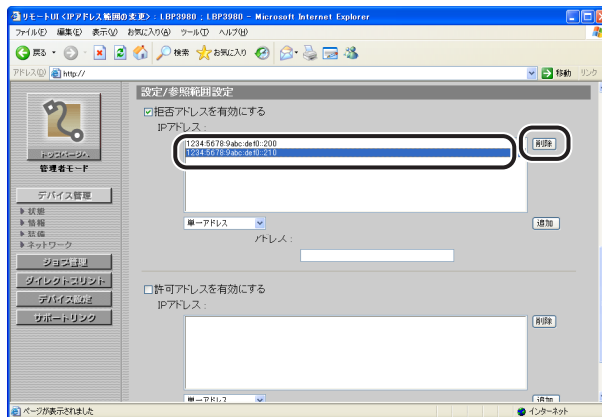 リモートUI <IPアドレス範囲の変更> : LBP3980 ; LBP3980 - Microsoft Internet Explorer
ファイル(F) 編集(E) 表示(V) お気に入り(A) ツール(T) ヘルプ(H)
戻る 検索 お気に入り
アドレス(D) http:// 移動 リンク
設定/参照範囲設定
拒否アドレスを有効にする
IPアドレス :
1234:5678:9abc:def0::200 削除
1234:5678:9abc:def0::210
トップページへ
管理者モード
デバイス管理
状態
情報
装備
ネットワーク
ジョブ管理
ダイレクトプリント
デバイス設定
サポートリンク
単一アドレス 追加
アドレス :
許可アドレスを有効にする
IPアドレス :
削除
単一アドレス 追加
ページが表示されました インターネット